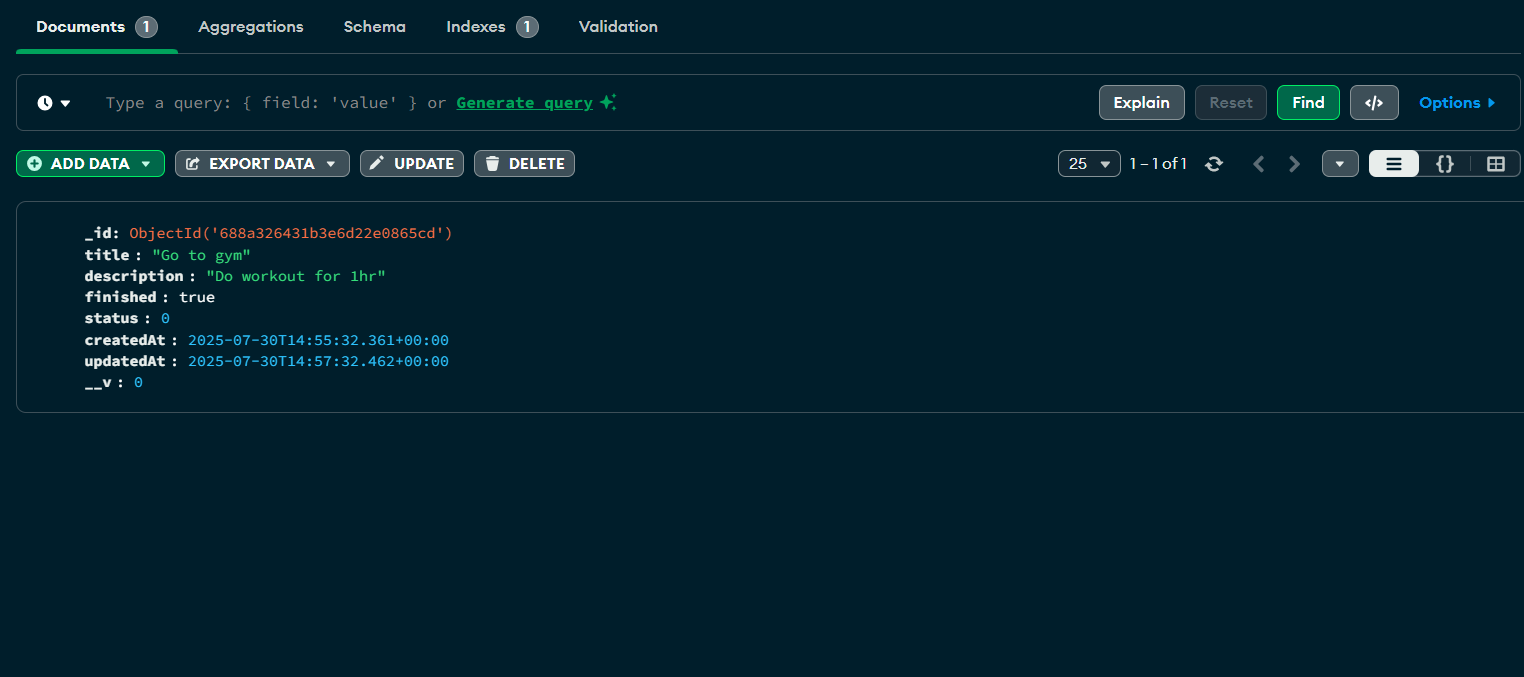 Documents 1 Aggregations Schema Indexes 1 Validation
Type a query: { field: 'value' } or Generate query Explain Reset Find </> Options
ADD DATA EXPORT DATA UPDATE DELETE 25 1–1 of 1 {}
_id: ObjectId('688a326431b3e6d22e0865cd')
title : "Go to gym"
description : "Do workout for 1hr"
finished : true
status : 0
createdAt : 2025-07-30T14:55:32.361+00:00
updatedAt : 2025-07-30T14:57:32.462+00:00
__v : 0